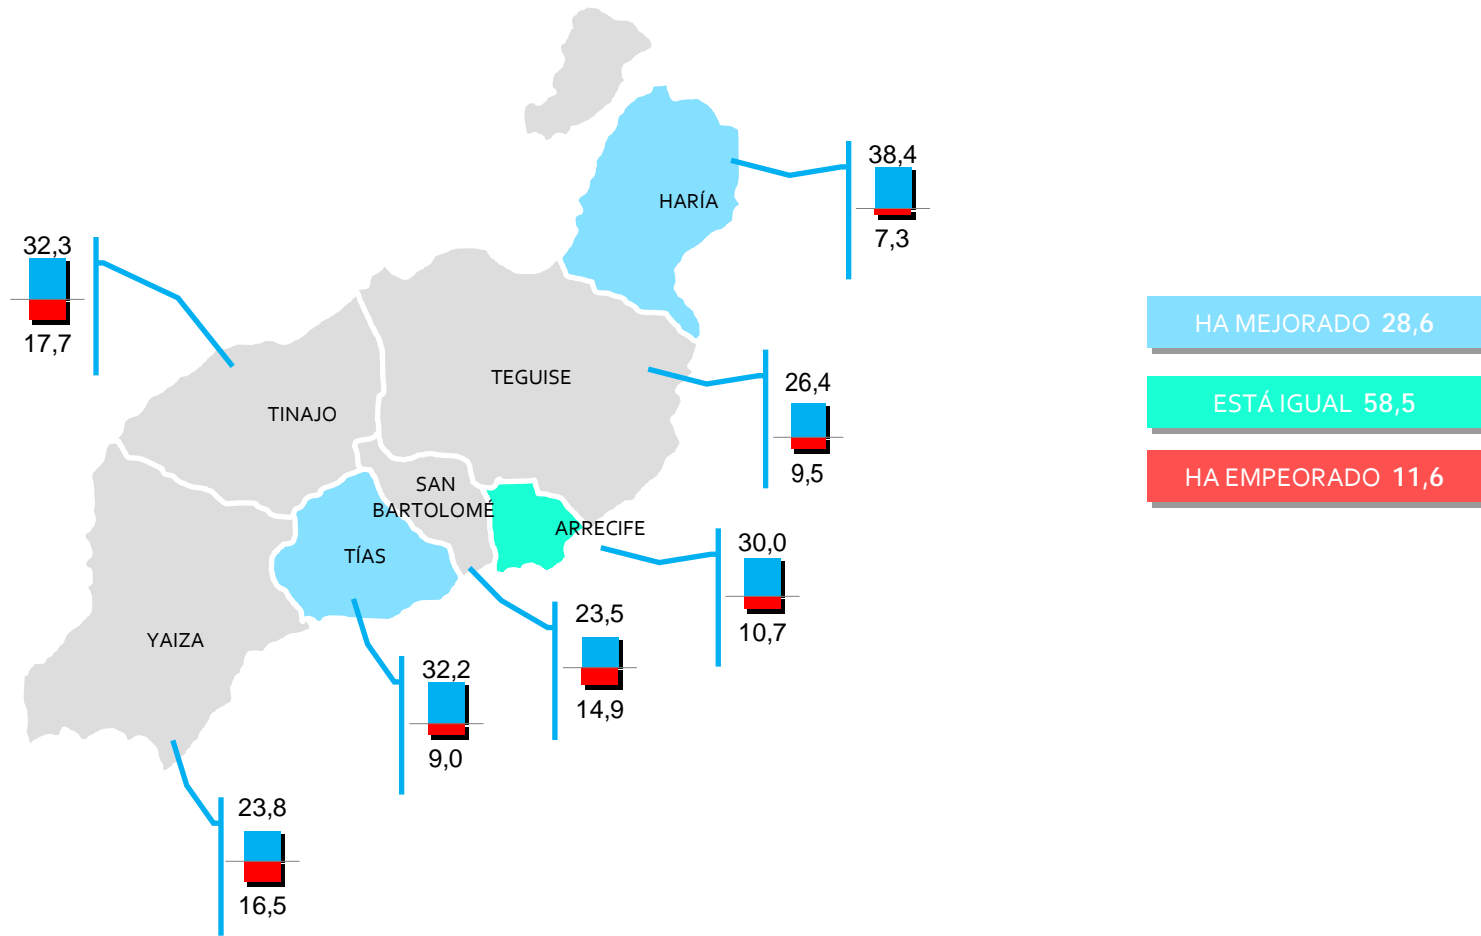 38,4
HARÍA
7,3
32,3
17,7
HA MEJORADO 28,6
TEGUISE
26,4
ESTÁ IGUAL 58,5
TINAJO
9,5
HA EMPEORADO 11,6
SAN
BARTOLOMÉ
ARRECIFE
30,0
TÍAS
10,7
23,5
YAIZA
32,2
14,9
9,0
23,8
16,5